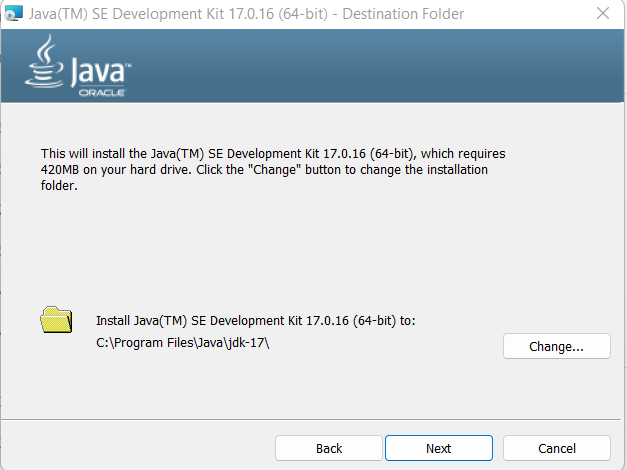 Java(TM) SE Development Kit 17.0.16 (64-bit) - Destination Folder
Java™
ORACLE
This will install the Java(TM) SE Development Kit 17.0.16 (64-bit), which requires
420MB on your hard drive. Click the "Change" button to change the installation
folder.
Install Java(TM) SE Development Kit 17.0.16 (64-bit) to:
C:\Program Files\Java\jdk-17\
Change...
Back
Next
Cancel